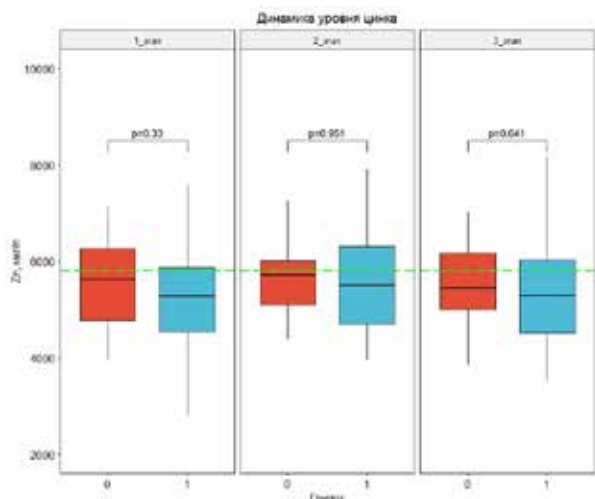 Динамика уровня цинка
1_этап
2_этап
3_этап
10000
8000
6000
4000
2000
p=0.33
p=0.951
p=0.641
0
1
0
1
0
1
Группы